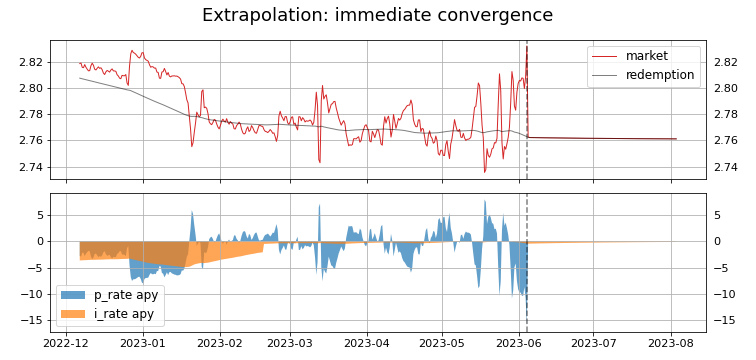 Extrapolation: immediate convergence
2.82 2.82
2.80 2.80
2.78 2.78
2.76 2.76
2.74 2.74
market
redemption
5 5
0 0
−5 −5
−10 −10
−15 −15
p_rate apy
i_rate apy
2022-12 2023-01 2023-02 2023-03 2023-04 2023-05 2023-06 2023-07 2023-08